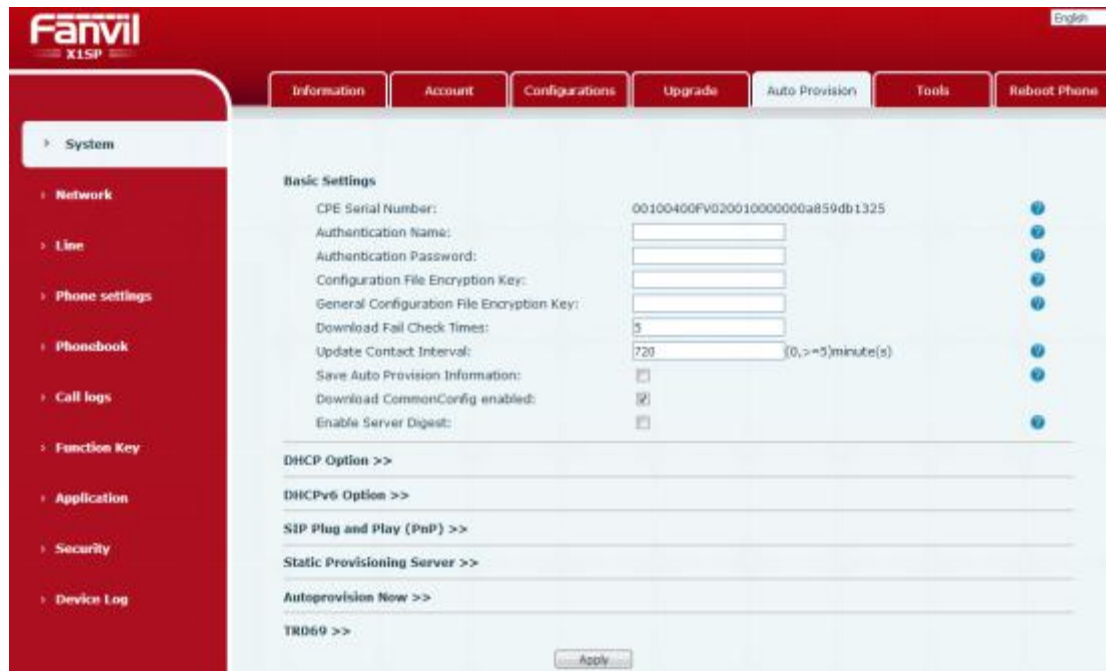 English
Fanvil
X1SP
Information
Account
Configurations
Upgrade
Auto Provision
Tools
Reboot Phone
System
Network
Line
Phone settings
Phonebook
Call logs
Function Key
Application
Security
Device Log
Basic Settings
CPE Serial Number: 00100400FV020010000000a859db1325
Authentication Name:
Authentication Password:
Configuration File Encryption Key:
General Configuration File Encryption Key:
Download Fail Check Times: 5
Update Contact Interval: 720 (0,>=5)minute(s)
Save Auto Provision Information:
Download CommonConfig enabled:
Enable Server Digest:
DHCP Option >>
DHCPv6 Option >>
SIP Plug and Play (PnP) >>
Static Provisioning Server >>
Autoprovision Now >>
TR069 >>
Apply